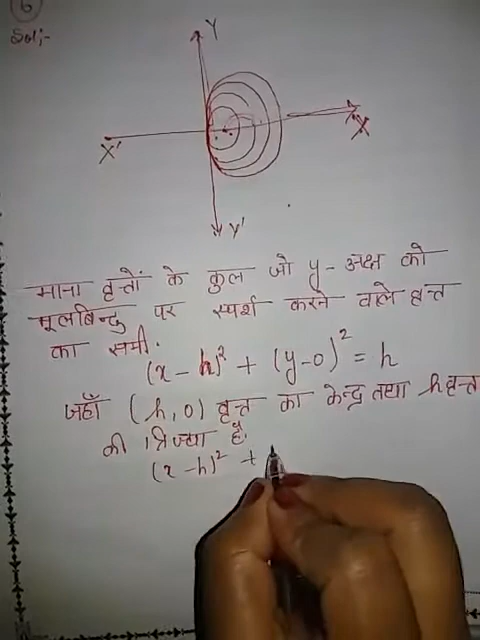 6
Sol;-
Y
X' X
Y'
माना वृत्तों के कुल जो y-अक्ष को
मूलबिन्दु पर स्पर्श करने वाले वृत्त
का समी.
(x - h)² + (y-0)² = h
जहाँ (h, 0) वृत्त का केन्द्र तथा h वृत्त
की त्रिज्या है.
(x - h)² +